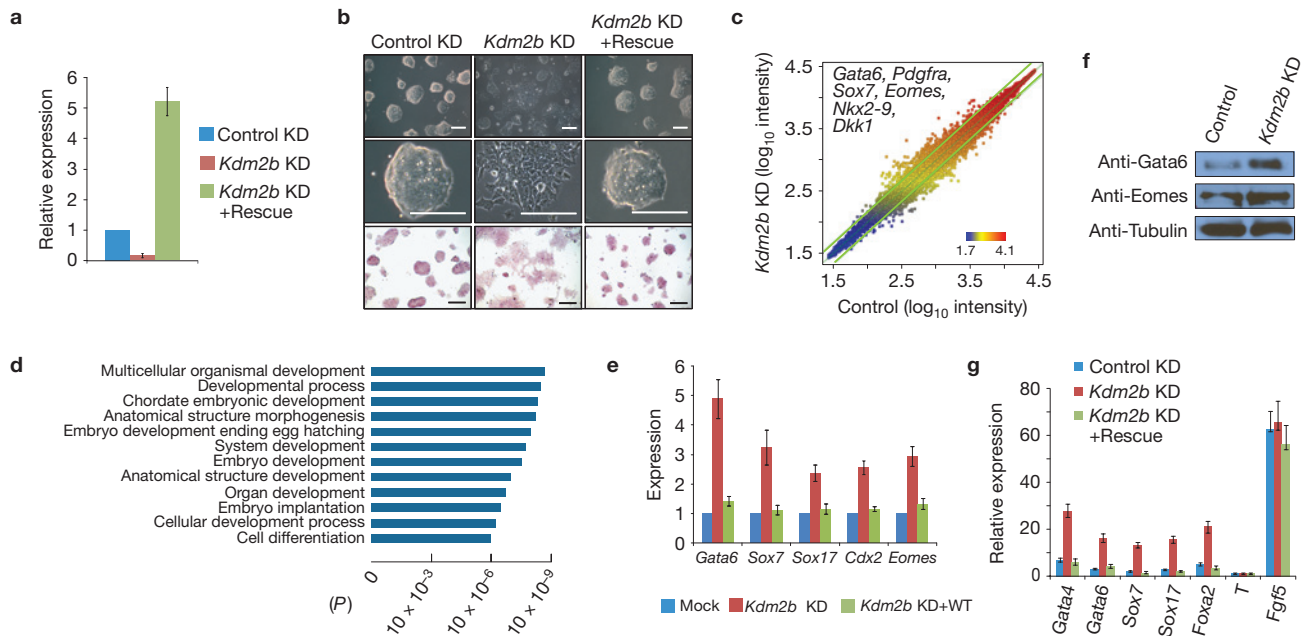 a
Relative expression
6
5
4
3
2
1
0
Control KD
Kdm2b KD
Kdm2b KD
+Rescue
b
Control KD
Kdm2b KD
Kdm2b KD
+Rescue
c
Kdm2b KD (log10 intensity)
4.5
3.5
2.5
1.5
Gata6, Pdgfra,
Sox7, Eomes,
Nkx2-9,
Dkk1
1.7 4.1
1.5 2.5 3.5 4.5
Control (log10 intensity)
f
Control
Kdm2b KD
Anti-Gata6
Anti-Eomes
Anti-Tubulin
d
Multicellular organismal development
Developmental process
Chordate embryonic development
Anatomical structure morphogenesis
Embryo development ending egg hatching
System development
Embryo development
Anatomical structure development
Organ development
Embryo implantation
Cellular development process
Cell differentiation
(P)
0
10 × 10⁻³
10 × 10⁻⁶
10 × 10⁻⁹
e
Expression
6
5
4
3
2
1
0
Gata6 Sox7 Sox17 Cdx2 Eomes
Mock Kdm2b KD Kdm2b KD+WT
g
Control KD
Kdm2b KD
Kdm2b KD
+Rescue
Relative expression
80
60
40
20
0
Gata4
Gata6
Sox7
Sox17
Foxa2
T
Fgf5